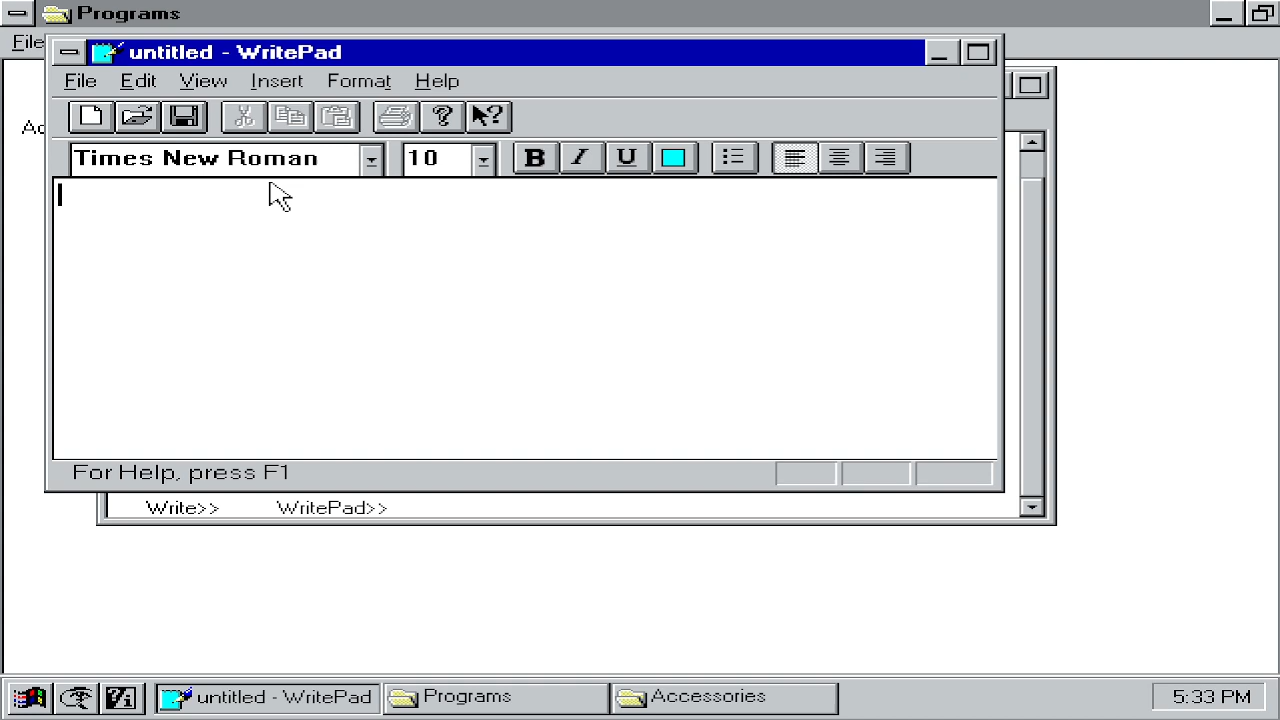 Programs
File
untitled - WritePad
File Edit View Insert Format Help
Times New Roman 10 B I U
For Help, press F1
Write>> WritePad>>
untitled - WritePad Programs Accessories 5:33 PM